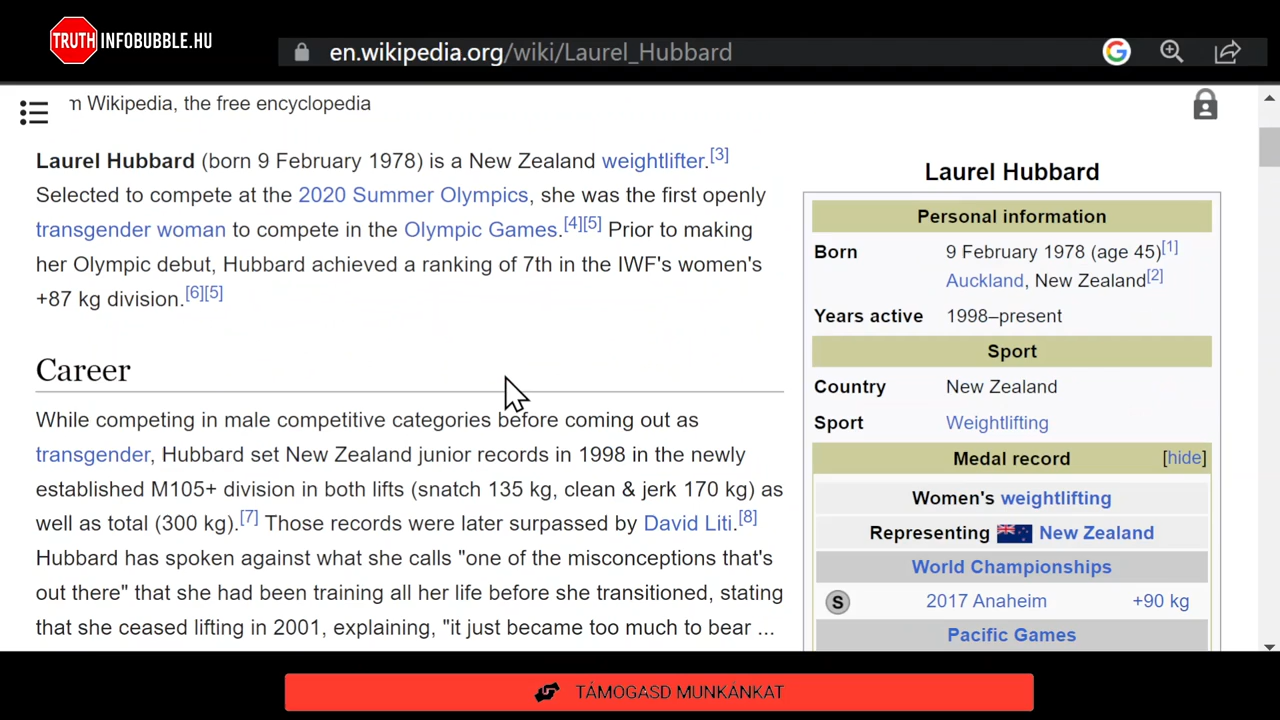 TRUTH INFOBUBBLE.HU
en.wikipedia.org/wiki/Laurel_Hubbard
m Wikipedia, the free encyclopedia
Laurel Hubbard (born 9 February 1978) is a New Zealand weightlifter.[3]
Selected to compete at the 2020 Summer Olympics, she was the first openly
transgender woman to compete in the Olympic Games.[4][5] Prior to making
her Olympic debut, Hubbard achieved a ranking of 7th in the IWF's women's
+87 kg division.[6][5]
Career
While competing in male competitive categories before coming out as
transgender, Hubbard set New Zealand junior records in 1998 in the newly
established M105+ division in both lifts (snatch 135 kg, clean & jerk 170 kg) as
well as total (300 kg).[7] Those records were later surpassed by David Liti.[8]
Hubbard has spoken against what she calls "one of the misconceptions that's
out there" that she had been training all her life before she transitioned, stating
that she ceased lifting in 2001, explaining, "it just became too much to bear ...
Laurel Hubbard
Personal information
Born 9 February 1978 (age 45)[1]
Auckland, New Zealand[2]
Years active 1998–present
Sport
Country New Zealand
Sport Weightlifting
Medal record [hide]
Women's weightlifting
Representing New Zealand
World Championships
S 2017 Anaheim +90 kg
Pacific Games
TÁMOGASD MUNKÁNKAT